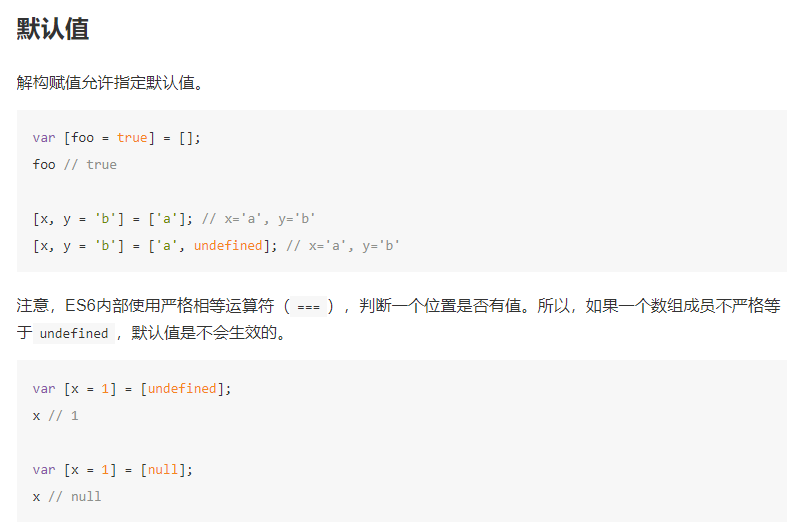 默认值
解构赋值允许指定默认值。
var [foo = true] = [];
foo // true
[x, y = 'b'] = ['a']; // x='a', y='b'
[x, y = 'b'] = ['a', undefined]; // x='a', y='b'
注意，ES6内部使用严格相等运算符（ === ），判断一个位置是否有值。所以，如果一个数组成员不严格等
于 undefined ，默认值是不会生效的。
var [x = 1] = [undefined];
x // 1
var [x = 1] = [null];
x // null